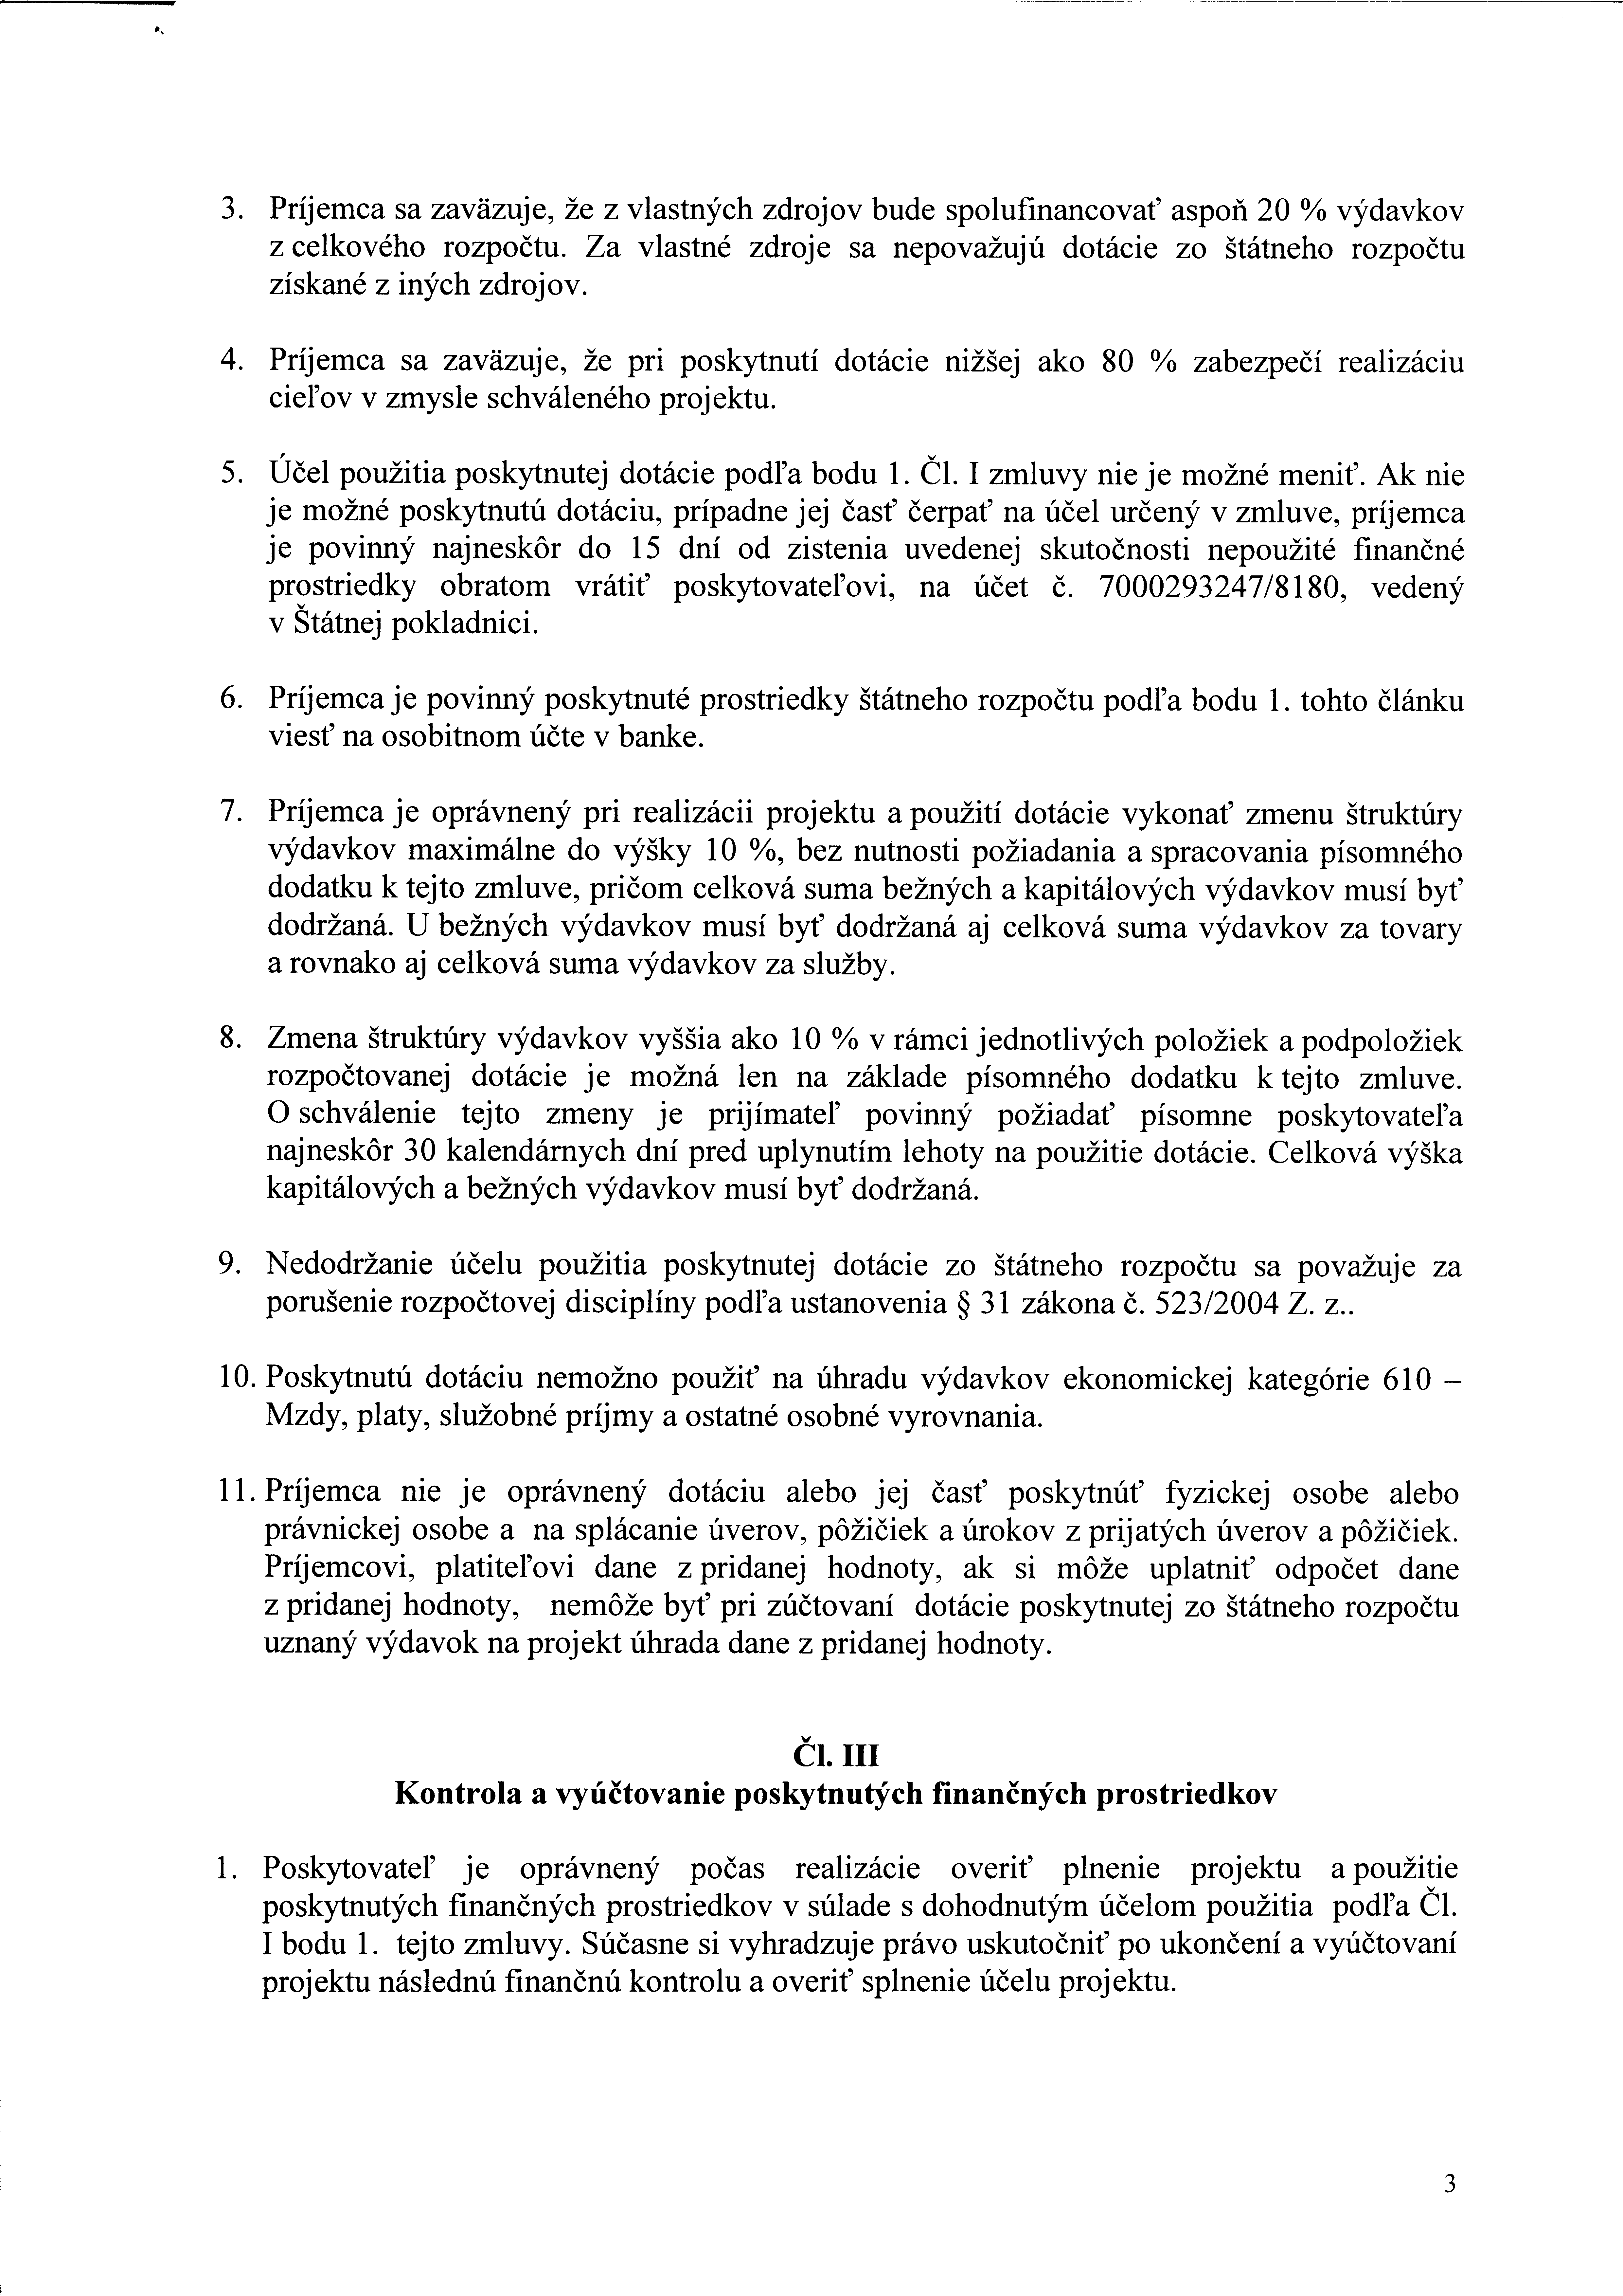 3. Príjemca sa zaväzuje, že z vlastných zdrojov bude spolufinancovať aspoň 20 % výdavkov
z celkového rozpočtu. Za vlastné zdroje sa nepovažujú dotácie zo štátneho rozpočtu
získané z iných zdrojov.
4. Príjemca sa zaväzuje, že pri poskytnutí dotácie nižšej ako 80 % zabezpečí realizáciu
cieľov v zmysle schváleného projektu.
5. Účel použitia poskytnutej dotácie podľa bodu 1. Čl. I zmluvy nie je možné meniť. Ak nie
je možné poskytnutú dotáciu, prípadne jej časť čerpať na účel určený v zmluve, príjemca
je povinný najneskôr do 15 dní od zistenia uvedenej skutočnosti nepoužité finančné
prostriedky obratom vrátiť poskytovateľovi, na účet č. 7000293247/8180, vedený
v Štátnej pokladnici.
6. Príjemca je povinný poskytnuté prostriedky štátneho rozpočtu podľa bodu 1. tohto článku
viesť na osobitnom účte v banke.
7. Príjemca je oprávnený pri realizácii projektu a použití dotácie vykonať zmenu štruktúry
výdavkov maximálne do výšky 10 %, bez nutnosti požiadania a spracovania písomného
dodatku k tejto zmluve, pričom celková suma bežných a kapitálových výdavkov musí byť
dodržaná. U bežných výdavkov musí byť dodržaná aj celková suma výdavkov za tovary
a rovnako aj celková suma výdavkov za služby.
8. Zmena štruktúry výdavkov vyššia ako 10 % v rámci jednotlivých položiek a podpoložiek
rozpočtovanej dotácie je možná len na základe písomného dodatku k tejto zmluve.
O schválenie tejto zmeny je prijímateľ povinný požiadať písomne poskytovateľa
najneskôr 30 kalendárnych dní pred uplynutím lehoty na použitie dotácie. Celková výška
kapitálových a bežných výdavkov musí byť dodržaná.
9. Nedodržanie účelu použitia poskytnutej dotácie zo štátneho rozpočtu sa považuje za
porušenie rozpočtovej disciplíny podľa ustanovenia § 31 zákona č. 523/2004 Z. z..
10. Poskytnutú dotáciu nemožno použiť na úhradu výdavkov ekonomickej kategórie 610 –
Mzdy, platy, služobné príjmy a ostatné osobné vyrovnania.
11. Príjemca nie je oprávnený dotáciu alebo jej časť poskytnúť fyzickej osobe alebo
právnickej osobe a na splácanie úverov, pôžičiek a úrokov z prijatých úverov a pôžičiek.
Príjemcovi, platiteľovi dane z pridanej hodnoty, ak si môže uplatniť odpočet dane
z pridanej hodnoty, nemôže byť pri zúčtovaní dotácie poskytnutej zo štátneho rozpočtu
uznaný výdavok na projekt úhrada dane z pridanej hodnoty.
Čl. III
Kontrola a vyúčtovanie poskytnutých finančných prostriedkov
1. Poskytovateľ je oprávnený počas realizácie overiť plnenie projektu a použitie
poskytnutých finančných prostriedkov v súlade s dohodnutým účelom použitia podľa Čl.
I bodu 1. tejto zmluvy. Súčasne si vyhradzuje právo uskutočniť po ukončení a vyúčtovaní
projektu následnú finančnú kontrolu a overiť splnenie účelu projektu.
3